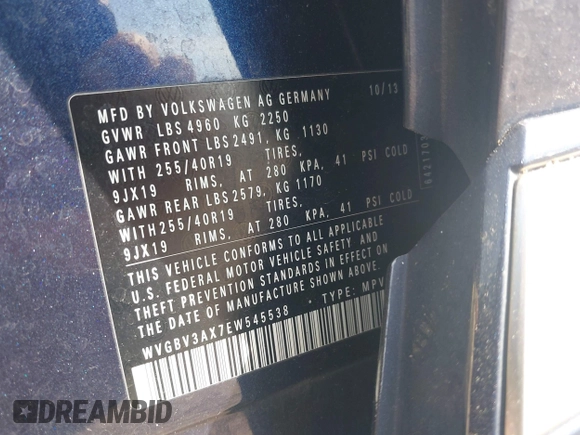 MFD BY VOLKSWAGEN AG GERMANY 10/13
GVWR LBS 4960 KG 2250
GAWR FRONT LBS 2491, KG 1130
WITH 255/40R19 TIRES,
9JX19 RIMS, AT 280 KPA, 41 PSI COLD
GAWR REAR LBS 2579, KG 1170
WITH 255/40R19 TIRES,
9JX19 RIMS, AT 280 KPA, 41 PSI COLD
THIS VEHICLE CONFORMS TO ALL APPLICABLE
U.S. FEDERAL MOTOR VEHICLE SAFETY AND
THEFT PREVENTION STANDARDS IN EFFECT ON
THE DATE OF MANUFACTURE SHOWN ABOVE.
WVGBV3AX7EW545538 • TYPE: MPV
DREAMBID